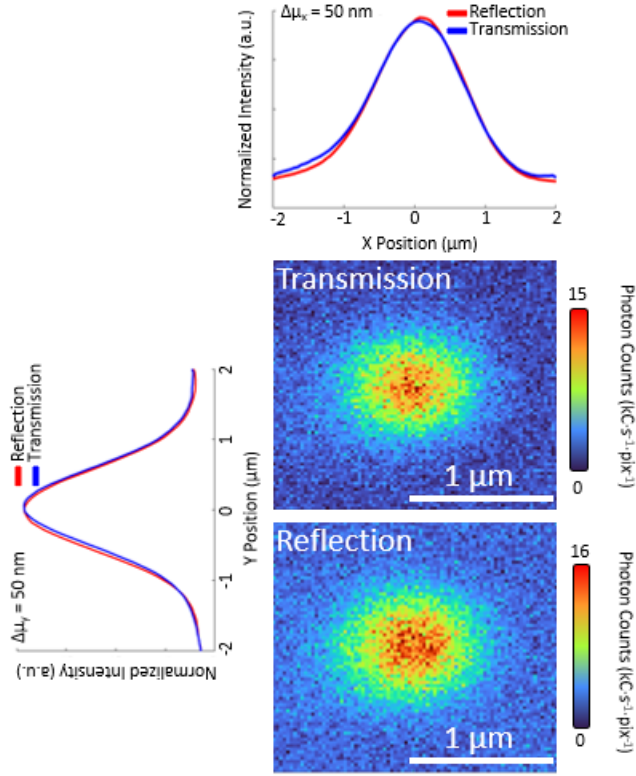 Δμₓ = 50 nm
Reflection
Transmission
Normalized Intensity (a.u.)
-2 -1 0 1 2
X Position (μm)
Transmission
1 μm
15
0
Photon Counts (kC·s⁻¹·pix⁻¹)
Reflection
Transmission
Δμᵧ = 50 nm
2
1
0
-1
-2
Y Position (μm)
Normalized Intensity (a.u.)
Reflection
1 μm
16
0
Photon Counts (kC·s⁻¹·pix⁻¹)